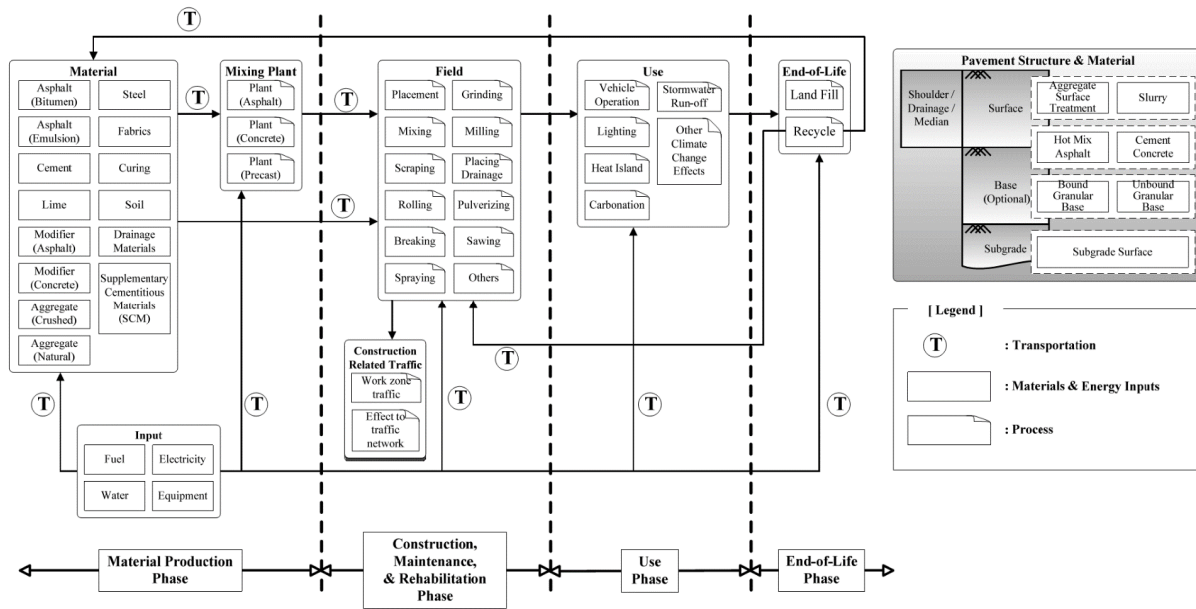 T
Material
Asphalt
(Bitumen)
Steel
Asphalt
(Emulsion)
Fabrics
Cement
Curing
Lime
Soil
Modifier
(Asphalt)
Drainage
Materials
Modifier
(Concrete)
Supplementary
Cementitious
Materials
(SCM)
Aggregate
(Crushed)
Aggregate
(Natural)
T
Mixing Plant
Plant
(Asphalt)
Plant
(Concrete)
Plant
(Precast)
T
T
Field
Placement
Grinding
Mixing
Milling
Scraping
Placing
Drainage
Rolling
Pulverizing
Breaking
Sawing
Spraying
Others
Construction
Related Traffic
Work zone
traffic
Effect to
traffic
network
Use
Vehicle
Operation
Stormwater
Run-off
Lighting
Other
Climate
Change
Effects
Heat Island
Carbonation
End-of-Life
Land Fill
Recycle
T
T
T
T
T
T
Input
Fuel
Electricity
Water
Equipment
Material Production
Phase
Construction,
Maintenance,
& Rehabilitation
Phase
Use
Phase
End-of-Life
Phase
Pavement Structure & Material
Shoulder /
Drainage /
Median
Surface
Aggregate
Surface
Treatment
Slurry
Hot Mix
Asphalt
Cement
Concrete
Base
(Optional)
Bound
Granular
Base
Unbound
Granular
Base
Subgrade
Subgrade Surface
[ Legend ]
T
: Transportation
: Materials & Energy Inputs
: Process